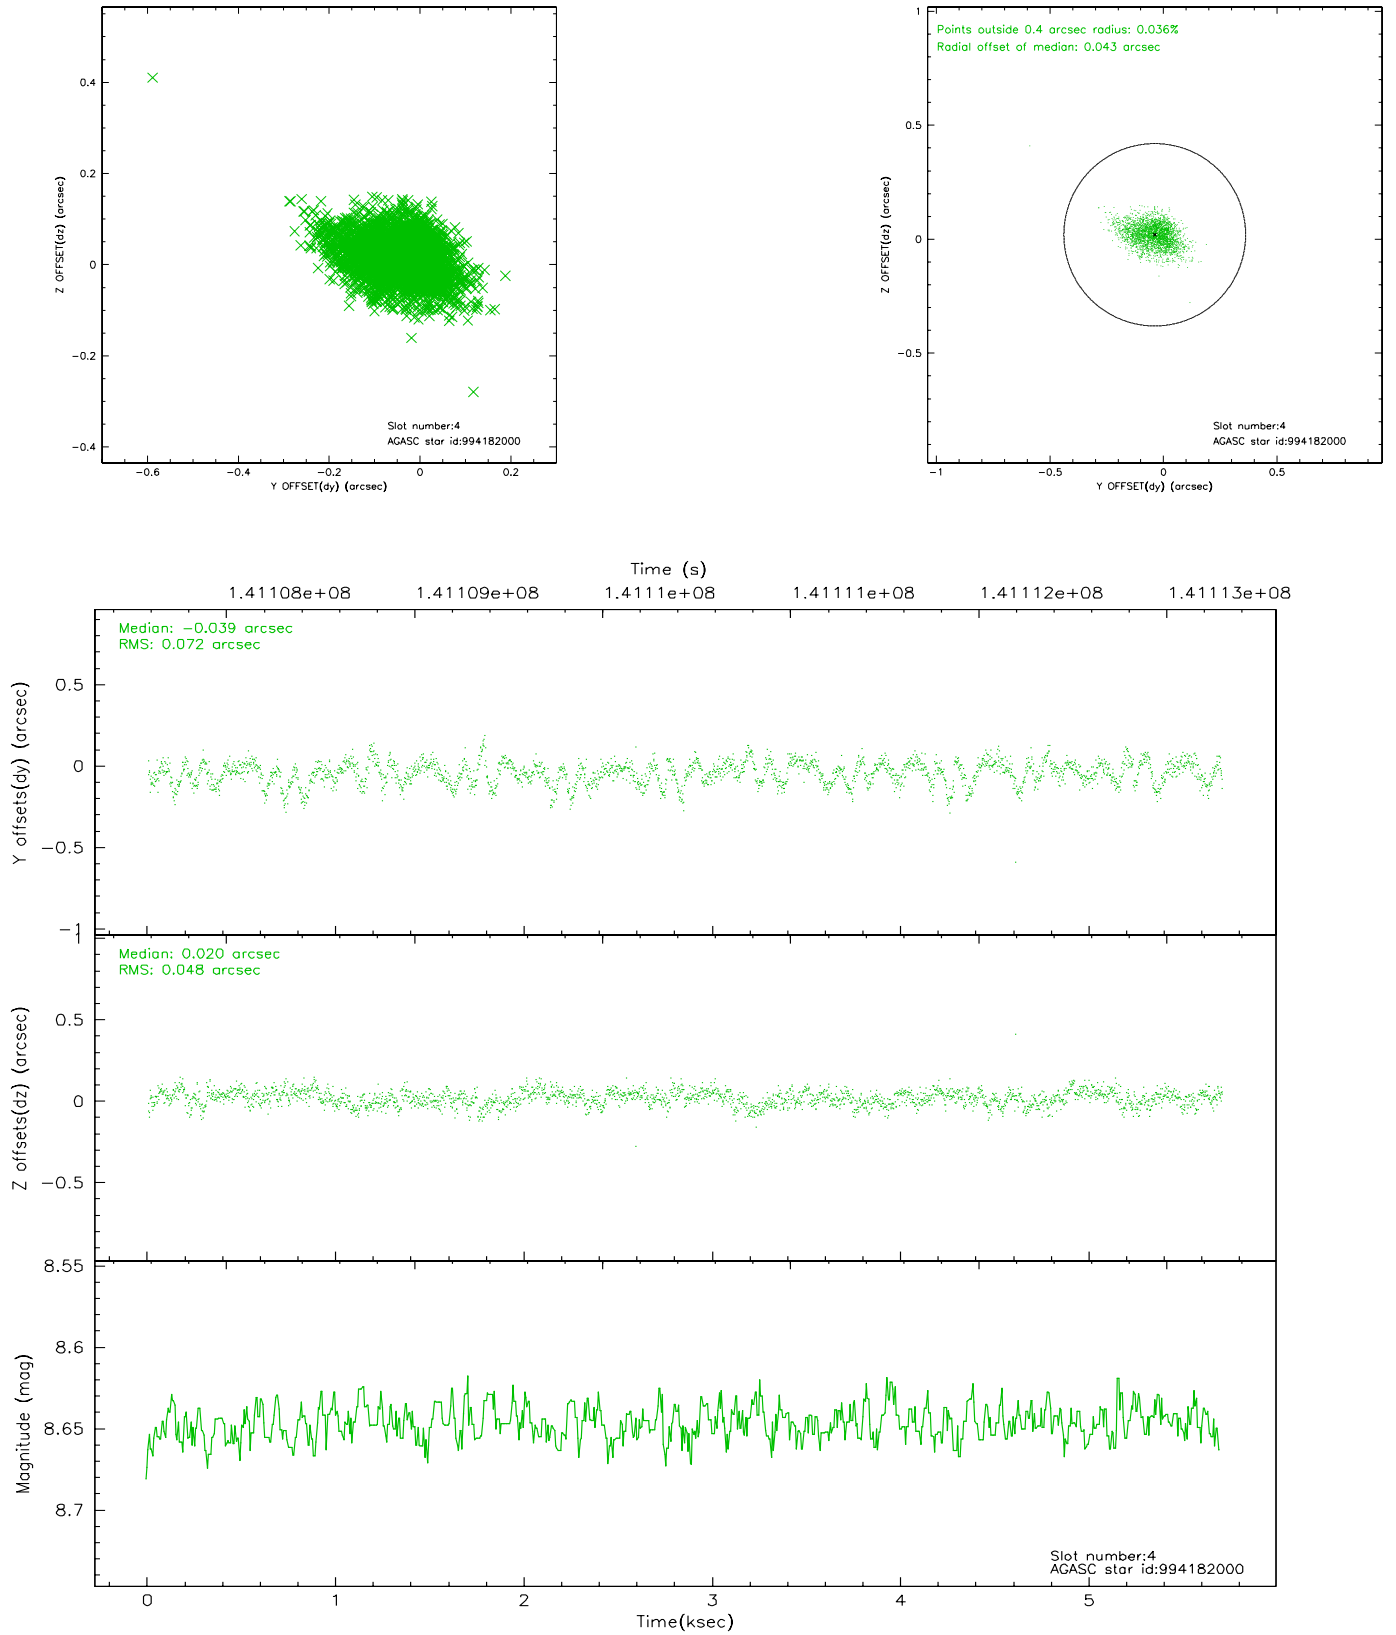 0.4
0.2
0
−0.2
−0.4
Z OFFSET(dz) (arcsec)
−0.6
−0.4
−0.2
0
0.2
Y OFFSET(dy) (arcsec)
Slot number:4
AGASC star id:994182000
Points outside 0.4 arcsec radius: 0.036%
Radial offset of median: 0.043 arcsec
1
0.5
0
−0.5
Z OFFSET(dz) (arcsec)
−1
−0.5
0
0.5
Y OFFSET(dy) (arcsec)
Slot number:4
AGASC star id:994182000
Time (s)
1.41108e+08
1.41109e+08
1.4111e+08
1.41111e+08
1.41112e+08
1.41113e+08
Median: −0.039 arcsec
RMS: 0.072 arcsec
0.5
0
−0.5
−1
Y offsets(dy) (arcsec)
Median: 0.020 arcsec
RMS: 0.048 arcsec
1
0.5
0
−0.5
Z offsets(dz) (arcsec)
8.55
8.6
8.65
8.7
Magnitude (mag)
Slot number:4
AGASC star id:994182000
0
1
2
3
4
5
Time(ksec)